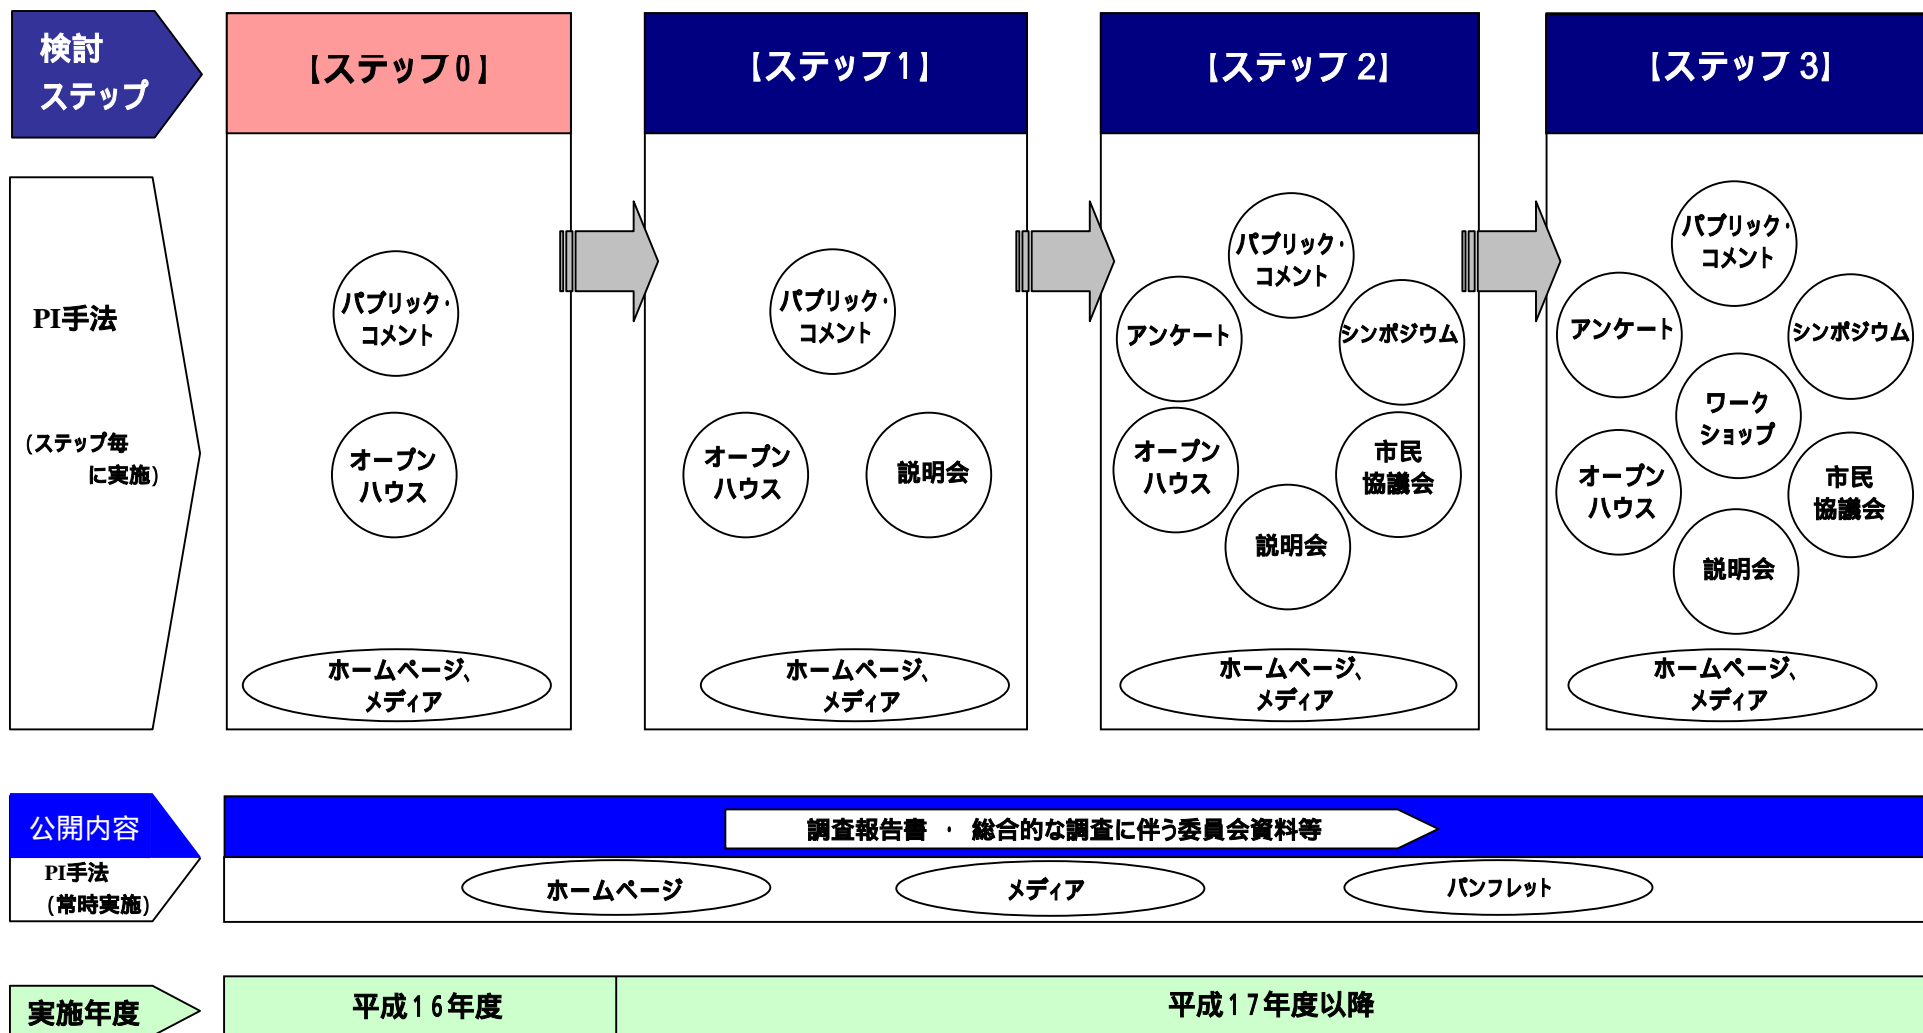 検討
ステップ
【ステップ0】
【ステップ1】
【ステップ2】
【ステップ3】
PI手法
(ステップ毎
に実施)
パブリック・
コメント
オープン
ハウス
ホームページ、
メディア
パブリック・
コメント
オープン
ハウス
説明会
ホームページ、
メディア
パブリック・
コメント
アンケート
シンポジウム
オープン
ハウス
市民
協議会
説明会
ホームページ、
メディア
パブリック・
コメント
アンケート
シンポジウム
ワーク
ショップ
オープン
ハウス
市民
協議会
説明会
ホームページ、
メディア
公開内容
調査報告書 ・ 総合的な調査に伴う委員会資料等
PI手法
(常時実施)
ホームページ
メディア
パンフレット
実施年度
平成16年度
平成17年度以降